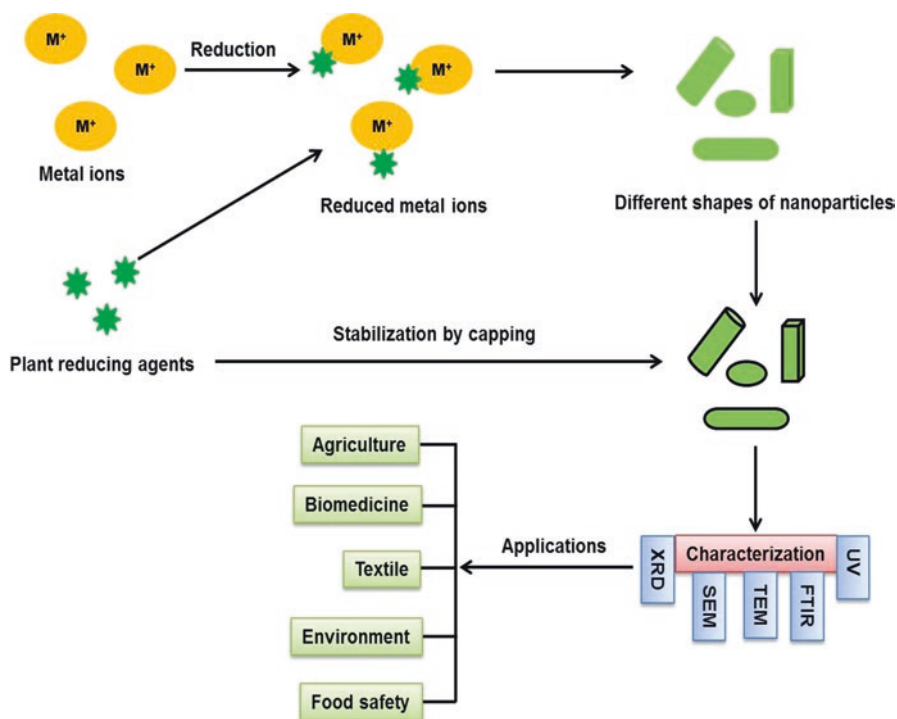 M⁺
M⁺
M⁺
Metal ions
Reduction
M⁺
M⁺
M⁺
Reduced metal ions
Different shapes of nanoparticles
Plant reducing agents
Stabilization by capping
Characterization
XRD
SEM
TEM
FTIR
UV
Applications
Agriculture
Biomedicine
Textile
Environment
Food safety